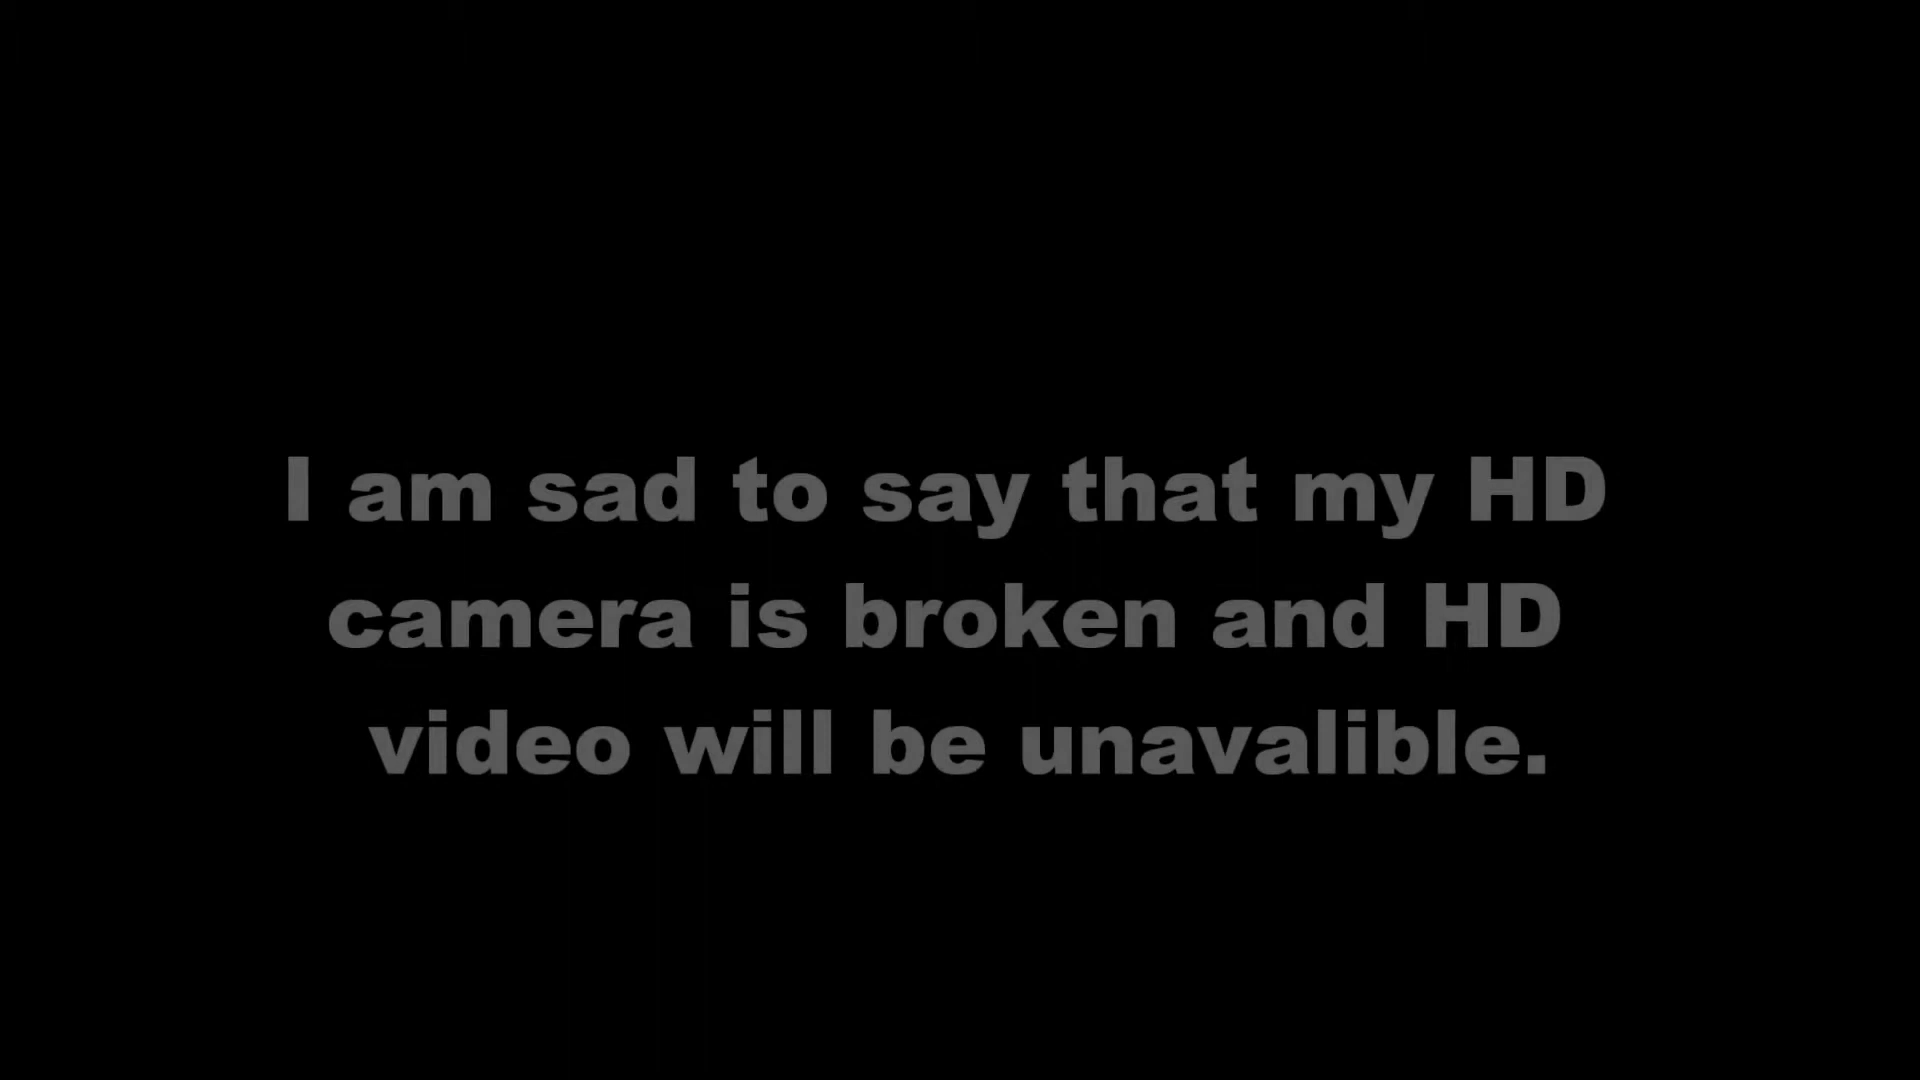 I am sad to say that my HD
camera is broken and HD
video will be unavalible.